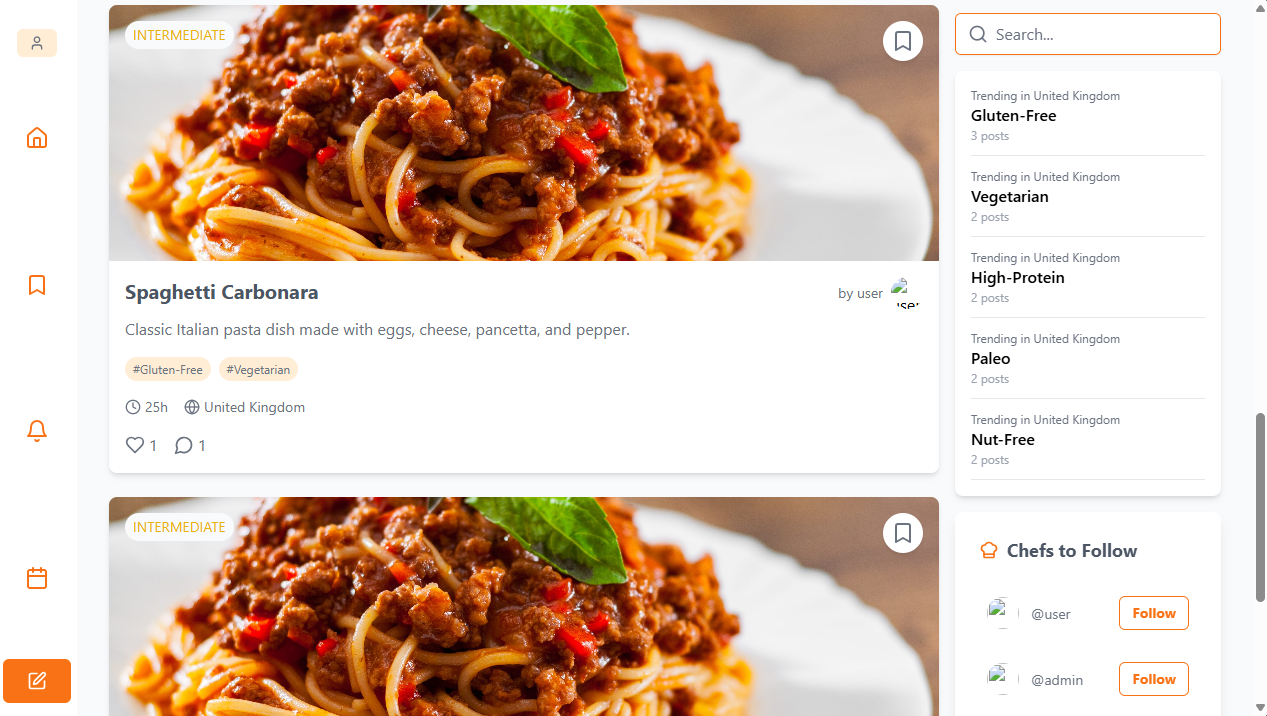 INTERMEDIATE
Spaghetti Carbonara
by user
user
Classic Italian pasta dish made with eggs, cheese, pancetta, and pepper.
#Gluten-Free #Vegetarian
25h United Kingdom
1 1
INTERMEDIATE
Search...
Trending in United Kingdom
Gluten-Free
3 posts
Trending in United Kingdom
Vegetarian
2 posts
Trending in United Kingdom
High-Protein
2 posts
Trending in United Kingdom
Paleo
2 posts
Trending in United Kingdom
Nut-Free
2 posts
Chefs to Follow
@user Follow
@admin Follow